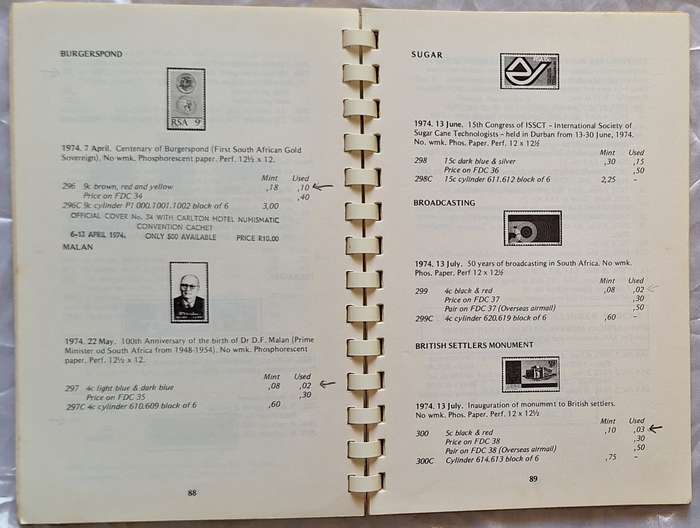 BURGERSPOND
RSA 9c
1974. 7 April. Centenary of Burgerspond (First South African Gold
Sovereign). No wmk. Phosphorescent paper. Perf. 12½ x 12.
Mint Used
296 9c brown, red and yellow ,18 ,10
Price on FDC 34 ,40
296C 9c cylinder P1 000.1001.1002 block of 6 3,00
OFFICIAL COVER No. 34 WITH CARLTON HOTEL NUMISMATIC
CONVENTION CACHET
6-13 APRIL 1974. ONLY 500 AVAILABLE PRICE R10.00
MALAN
1974. 22 May. 100th Anniversary of the birth of Dr D.F. Malan (Prime
Minister od South Africa from 1948-1954). No wmk. Phosphorescent
paper. Perf. 12½ x 12.
Mint Used
297 4c light blue & dark blue ,08 ,02
Price on FDC 35 ,30
297C 4c cylinder 610.609 block of 6 ,60
88
SUGAR
1974. 13 June. 15th Congress of ISSCT – International Society of
Sugar Cane Technologists – held in Durban from 13-30 June, 1974.
No. wmk. Phos. Paper. Perf 12 x 12½
Mint Used
298 15c dark blue & silver ,30 ,15
Price on FDC 36 ,50
298C 15c cylinder 611.612 block of 6 2,25 –
BROADCASTING
50
1974. 13 July. 50 years of broadcasting in South Africa. No wmk.
Phos. Paper. Perf 12 x 12½
Mint Used
299 4c black & red ,08 ,02
Price on FDC 37 ,30
Pair on FDC 37 (Overseas airmail) ,50
299C 4c cylinder 620.619 block of 6 ,60 –
BRITISH SETTLERS MONUMENT
1974. 13 July. Inauguration of monument to British settlers.
No wmk. Phos. Paper. Perf. 12 x 12½
Mint Used
300 5c black & red ,10 ,03
Price on FDC 38 ,30
Pair on FDC 38 (Overseas airmail) ,50
300C Cylinder 614.613 block of 6 ,75 –
89